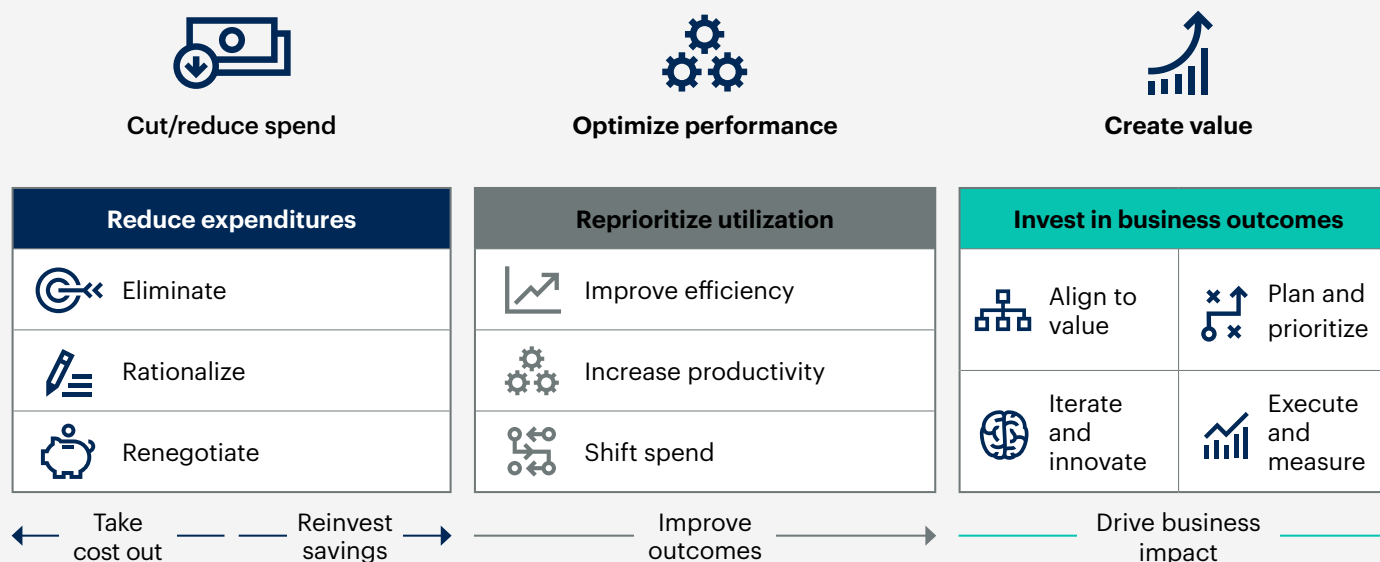 Cut/reduce spend
Optimize performance
Create value
Reduce expenditures
Eliminate
Rationalize
Renegotiate
Reprioritize utilization
Improve efficiency
Increase productivity
Shift spend
Invest in business outcomes
Align to
value
Plan and
prioritize
Iterate
and
innovate
Execute
and
measure
Take
cost out
Reinvest
savings
Improve
outcomes
Drive business
impact